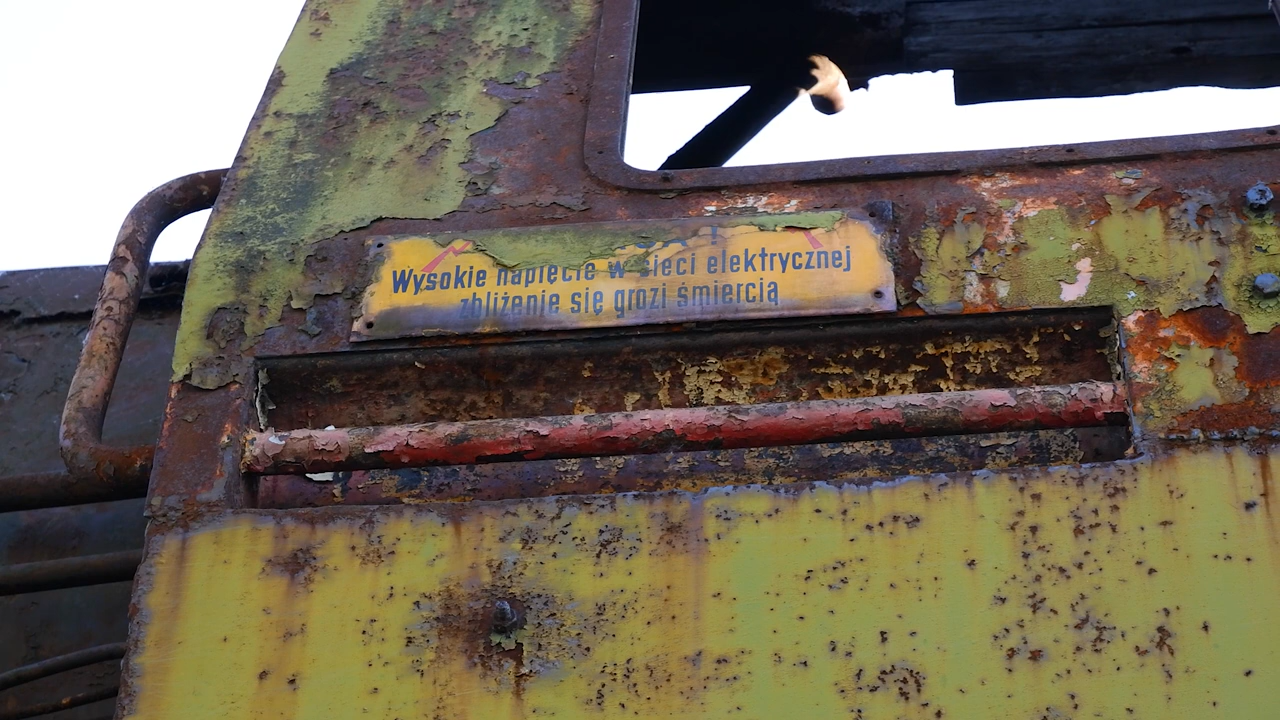 Wysokie napięcie w sieci elektrycznej
zbliżenie się grozi śmiercią